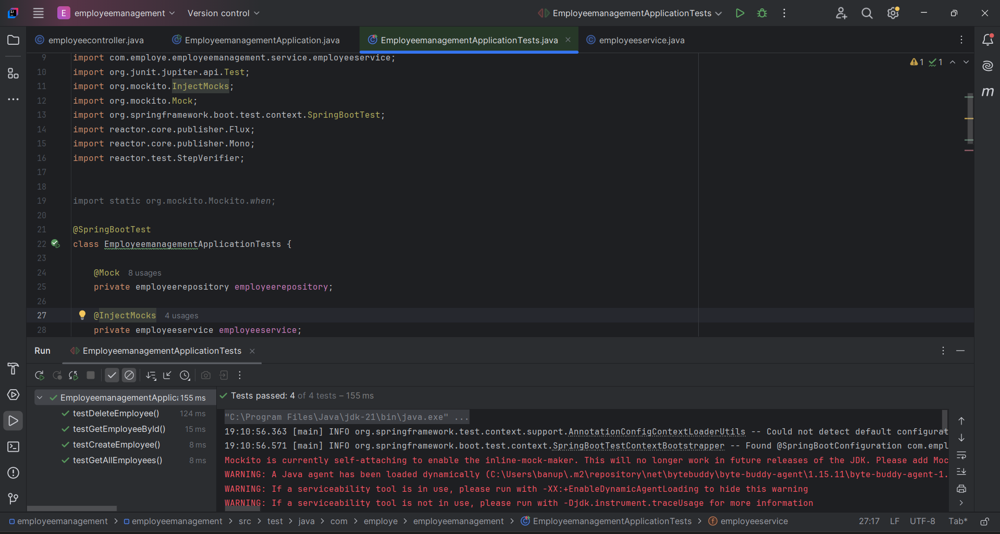 E employeemanagement Version control EmployeemanagementApplicationTests
employeecontroller.java EmployeemanagementApplication.java EmployeemanagementApplicationTests.java employeeservice.java
9 import com.employe.employeemanagement.service.employeeservice;
1 1
10 import org.junit.jupiter.api.Test;
11 import org.mockito.InjectMocks;
12 import org.mockito.Mock;
m
13 import org.springframework.boot.test.context.SpringBootTest;
14 import reactor.core.publisher.Flux;
15 import reactor.core.publisher.Mono;
16 import reactor.test.StepVerifier;
17
18
19 import static org.mockito.Mockito.when;
20
21 @SpringBootTest
22 class EmployeemanagementApplicationTests {
23
24 @Mock 8 usages
25 private employeerepository employeerepository;
26
27 @InjectMocks 4 usages
28 private employeeservice employeeservice;
Run EmployeemanagementApplicationTests
EmployeemanagementApplica 155 ms
testDeleteEmployee() 124 ms
testGetEmployeeById() 15 ms
testCreateEmployee() 8 ms
testGetAllEmployees() 8 ms
Tests passed: 4 of 4 tests – 155 ms
"C:\Program Files\Java\jdk-21\bin\java.exe" ...
19:10:56.363 [main] INFO org.springframework.test.context.support.AnnotationConfigContextLoaderUtils -- Could not detect default configurat
19:10:56.571 [main] INFO org.springframework.boot.test.context.SpringBootTestContextBootstrapper -- Found @SpringBootConfiguration com.empl
Mockito is currently self-attaching to enable the inline-mock-maker. This will no longer work in future releases of the JDK. Please add Moc
WARNING: A Java agent has been loaded dynamically (C:\Users\banup\.m2\repository\net\bytebuddy\byte-buddy-agent\1.15.11\byte-buddy-agent-1.
WARNING: If a serviceability tool is in use, please run with -XX:+EnableDynamicAgentLoading to hide this warning
WARNING: If a serviceability tool is not in use, please run with -Djdk.instrument.traceUsage for more information
employeemanagement > employeemanagement > src > test > java > com > employe > employeemanagement > EmployeemanagementApplicationTests > f employeeservice 27:17 LF UTF-8 Tab*